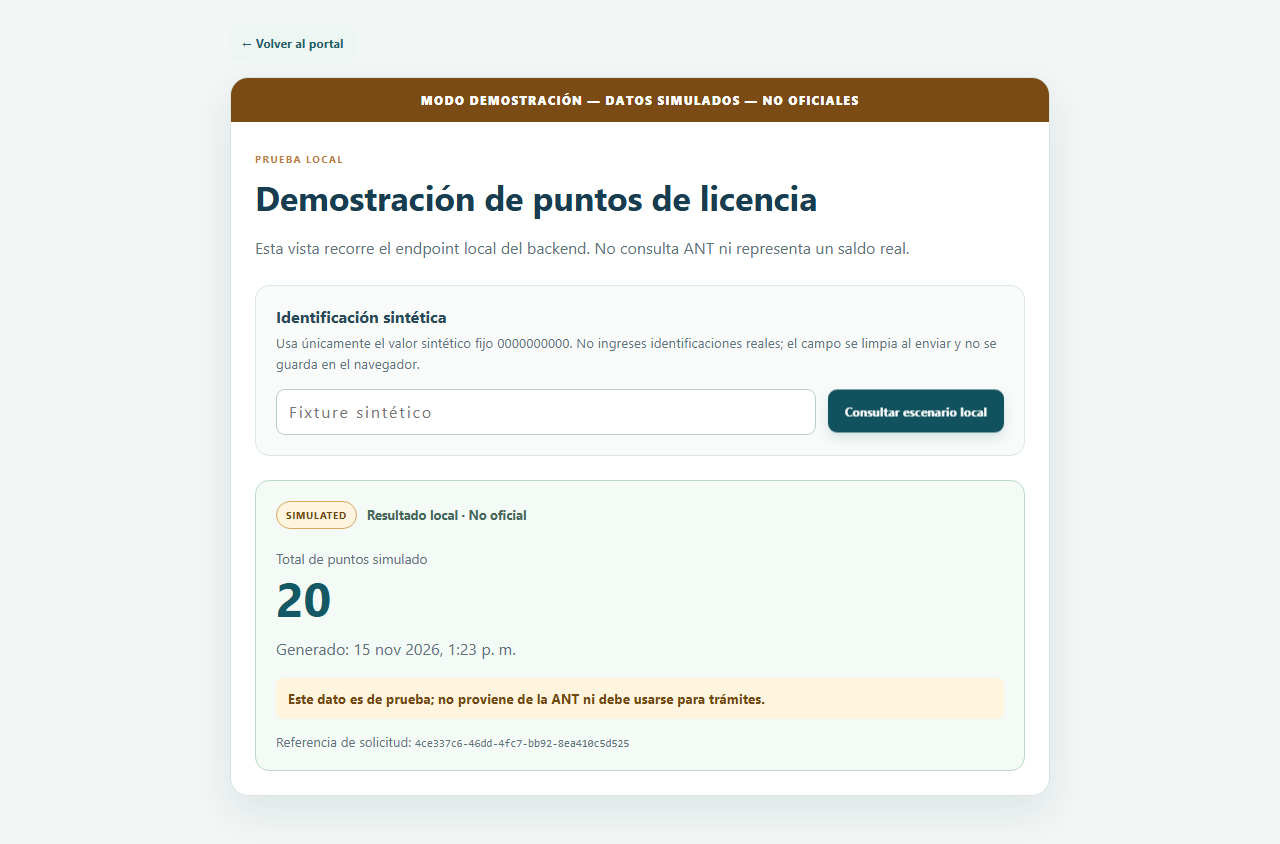 ← Volver al portal
MODO DEMOSTRACIÓN — DATOS SIMULADOS — NO OFICIALES
PRUEBA LOCAL
Demostración de puntos de licencia
Esta vista recorre el endpoint local del backend. No consulta ANT ni representa un saldo real.
Identificación sintética
Usa únicamente el valor sintético fijo 0000000000. No ingreses identificaciones reales; el campo se limpia al enviar y no se
guarda en el navegador.
Fixture sintético
Consultar escenario local
SIMULATED Resultado local · No oficial
Total de puntos simulado
20
Generado: 15 nov 2026, 1:23 p. m.
Este dato es de prueba; no proviene de la ANT ni debe usarse para trámites.
Referencia de solicitud: 4ce337c6-46dd-4fc7-bb92-8ea410c5d525